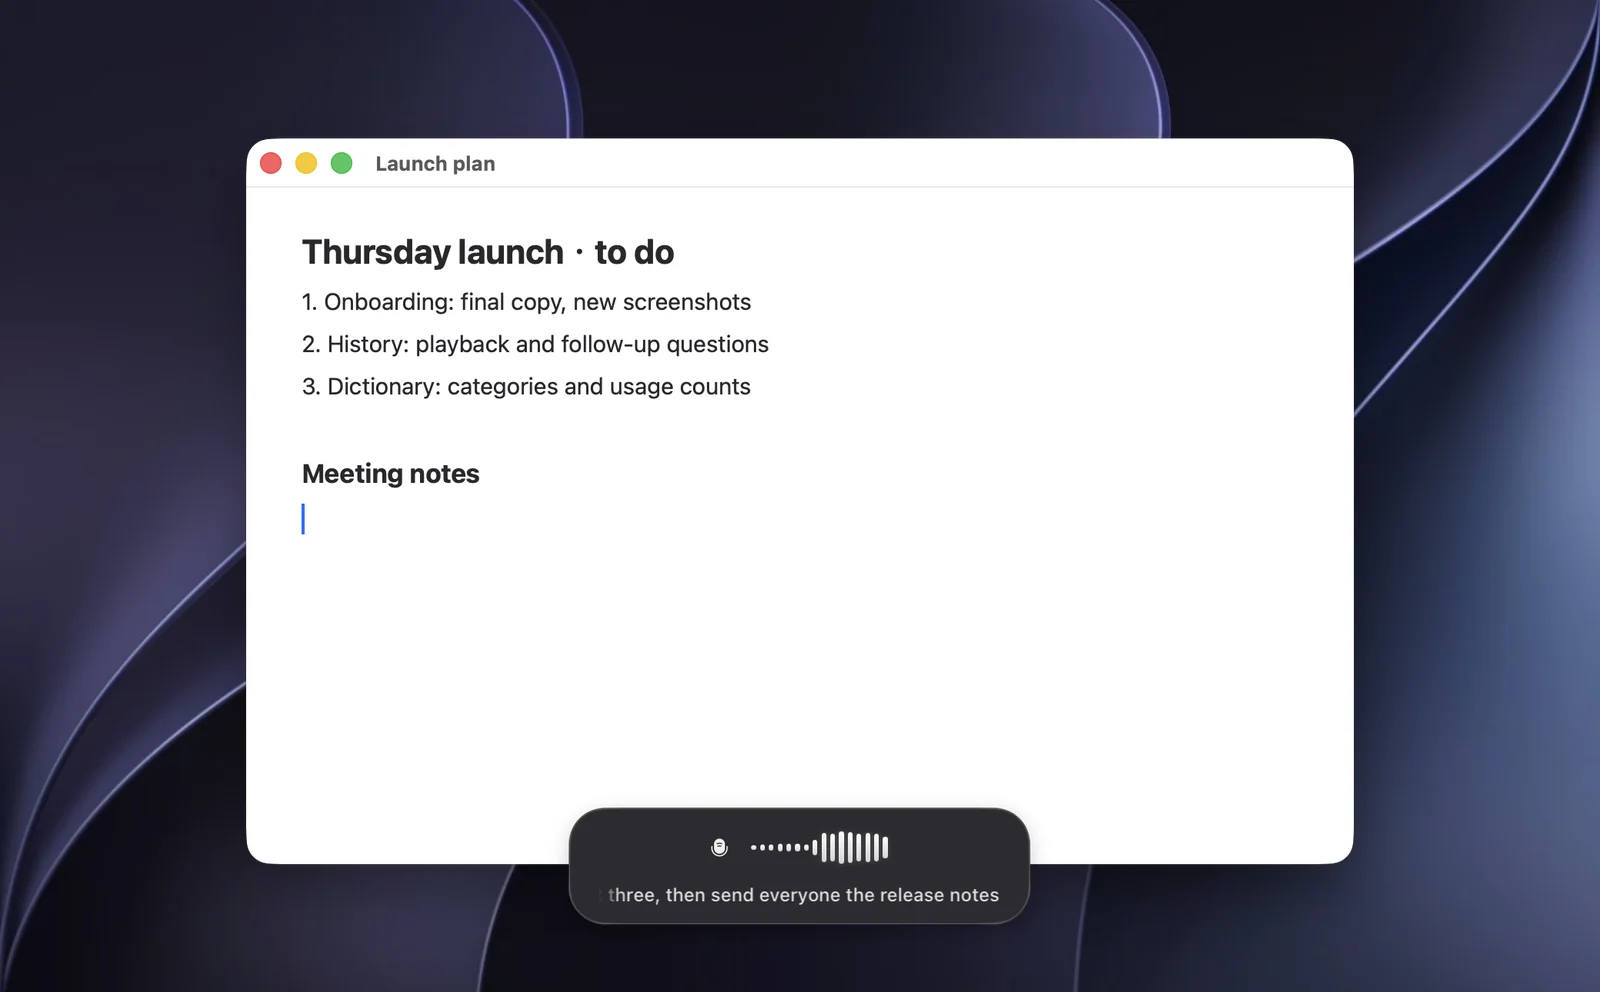 Launch plan
Thursday launch · to do
1. Onboarding: final copy, new screenshots
2. History: playback and follow-up questions
3. Dictionary: categories and usage counts
Meeting notes
three, then send everyone the release notes